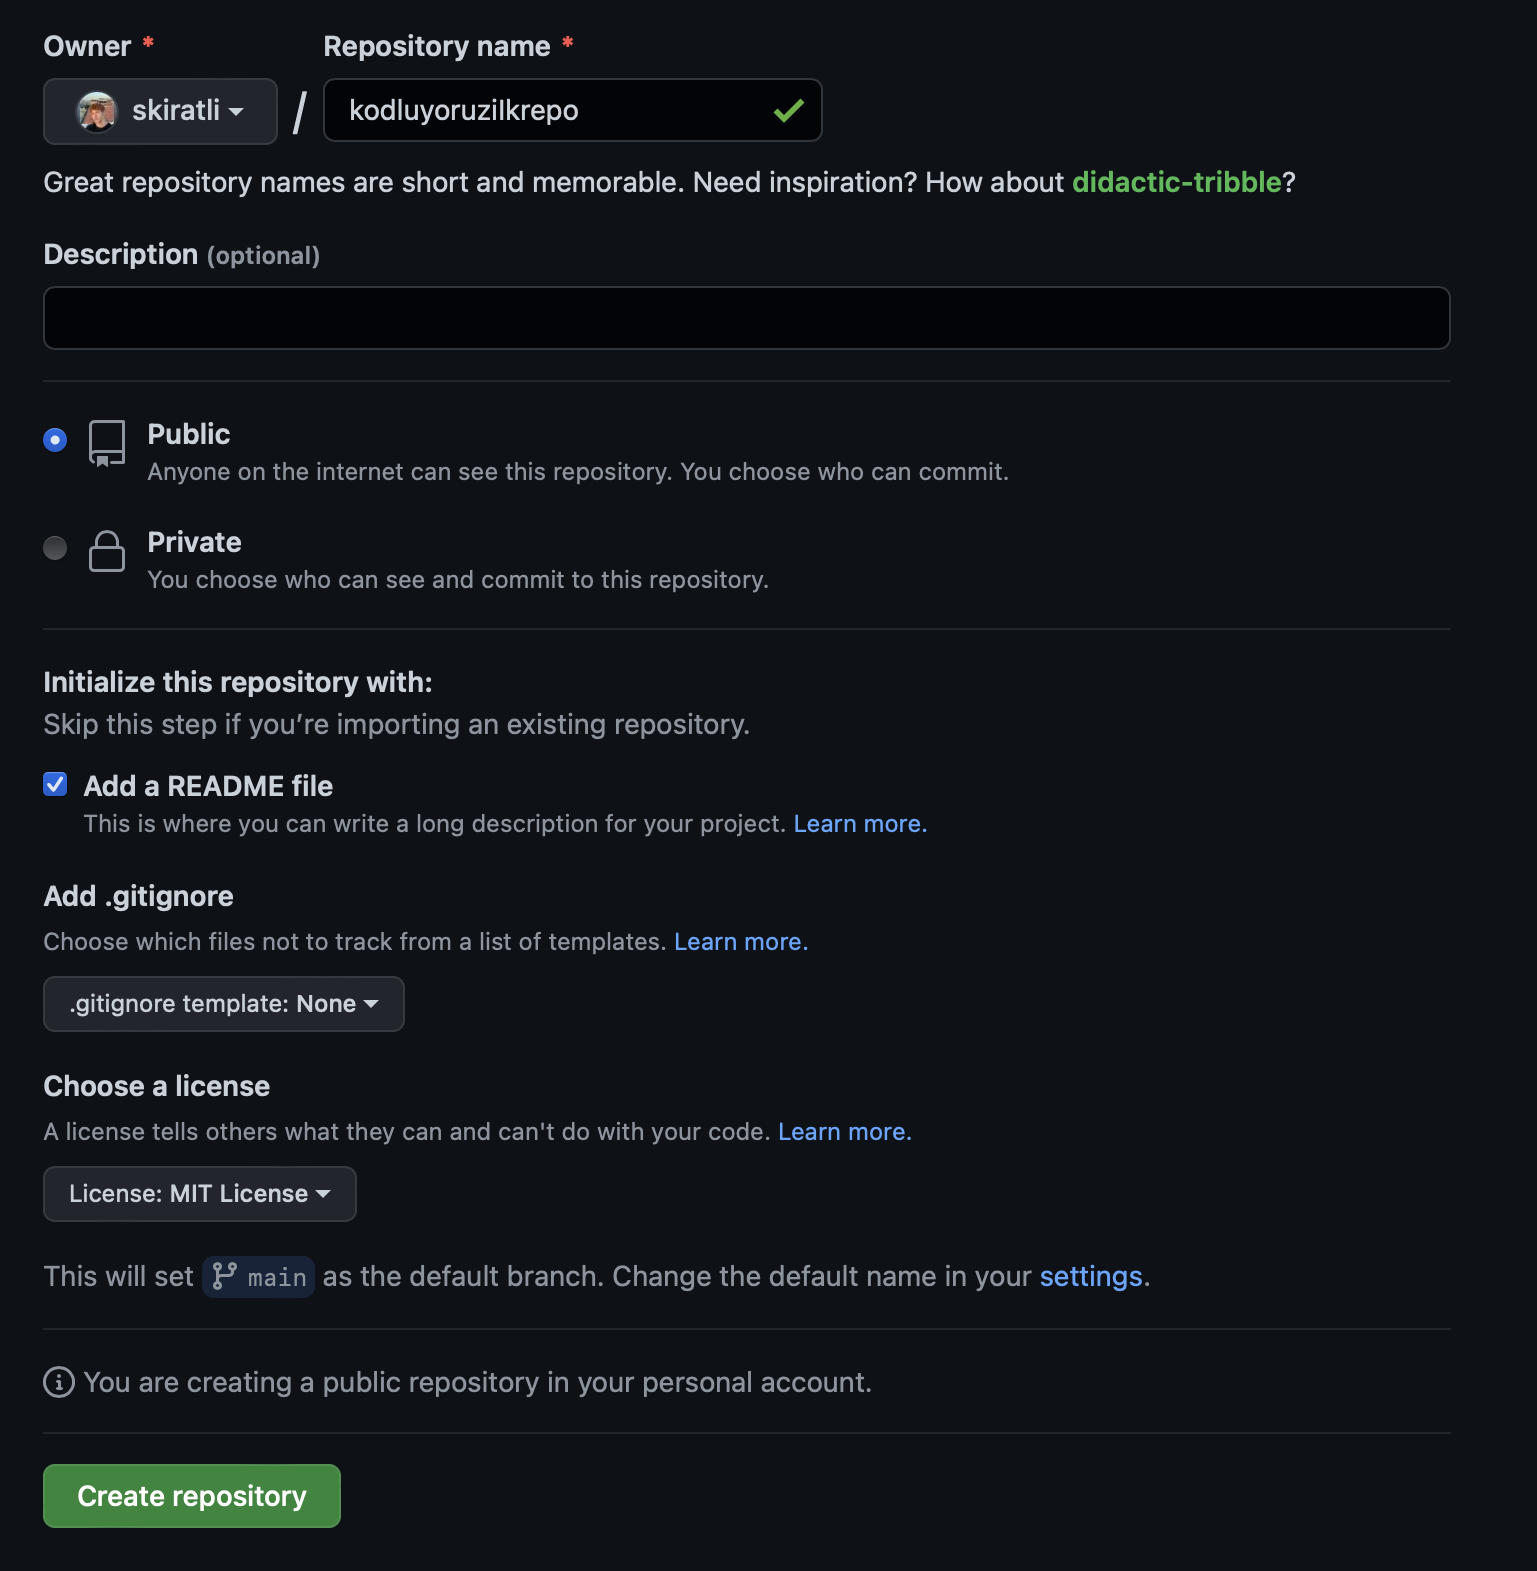 Owner * Repository name *
skiratli / kodluyoruzilkrepo
Great repository names are short and memorable. Need inspiration? How about didactic-tribble?
Description (optional)
Public
Anyone on the internet can see this repository. You choose who can commit.
Private
You choose who can see and commit to this repository.
Initialize this repository with:
Skip this step if you’re importing an existing repository.
Add a README file
This is where you can write a long description for your project. Learn more.
Add .gitignore
Choose which files not to track from a list of templates. Learn more.
.gitignore template: None
Choose a license
A license tells others what they can and can't do with your code. Learn more.
License: MIT License
This will set main as the default branch. Change the default name in your settings.
You are creating a public repository in your personal account.
Create repository